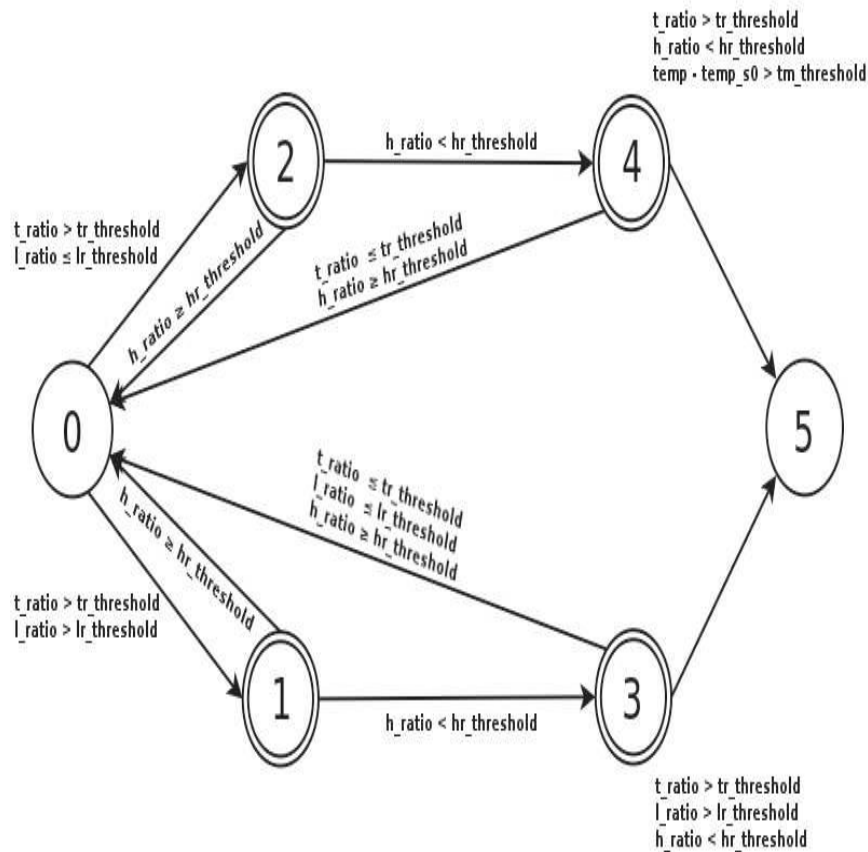 t_ratio > tr_threshold
h_ratio < hr_threshold
temp - temp_s0 > tm_threshold
2
h_ratio < hr_threshold
4
t_ratio > tr_threshold
l_ratio ≤ lr_threshold
h_ratio ≥ hr_threshold
t_ratio ≤ tr_threshold
h_ratio ≥ hr_threshold
0
5
t_ratio ≤ tr_threshold
l_ratio ≤ lr_threshold
h_ratio ≥ hr_threshold
h_ratio ≥ hr_threshold
t_ratio > tr_threshold
l_ratio > lr_threshold
1
h_ratio < hr_threshold
3
t_ratio > tr_threshold
l_ratio > lr_threshold
h_ratio < hr_threshold